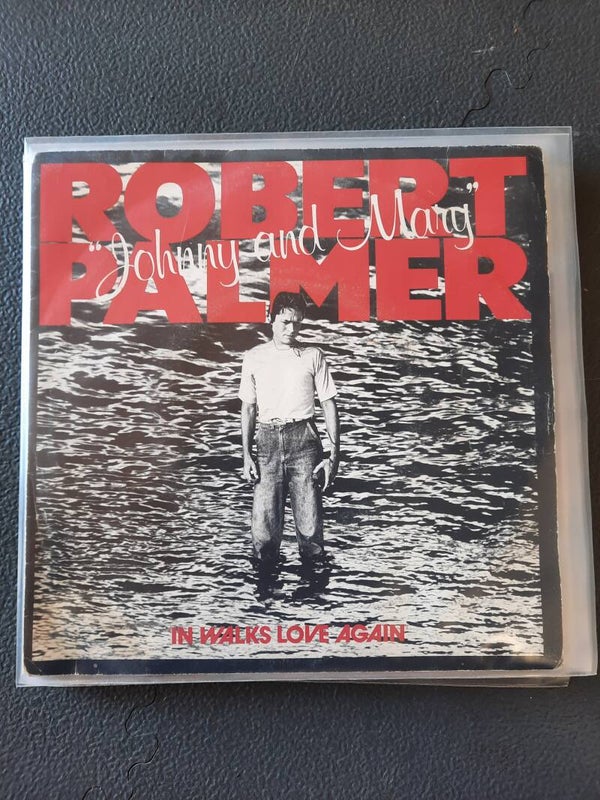 ROBERT
"Johnny and Mary"
PALMER
IN WALKS LOVE AGAIN